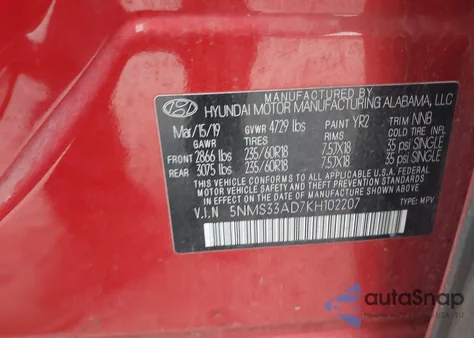 MANUFACTURED BY
HYUNDAI MOTOR MANUFACTURING ALABAMA, LLC
Mar/15/19 GVWR 4729 lbs PAINT YR2 TRIM NNB
GAWR TIRES RIMS COLD TIRE INF.
FRONT 2866 lbs 235/60R18 7.5JX18 35 psi SINGLE
REAR 3075 lbs 235/60R18 7.5JX18 35 psi SINGLE
THIS VEHICLE CONFORMS TO ALL APPLICABLE U.S.A. FEDERAL
MOTOR VEHICLE SAFETY AND BUMPER STANDARDS
IN EFFECT ON THE DATE OF MANUFACTURE SHOWN ABOVE.
V.I.N 5NMS33AD7KH102207 TYPE: MPV
autoSnap